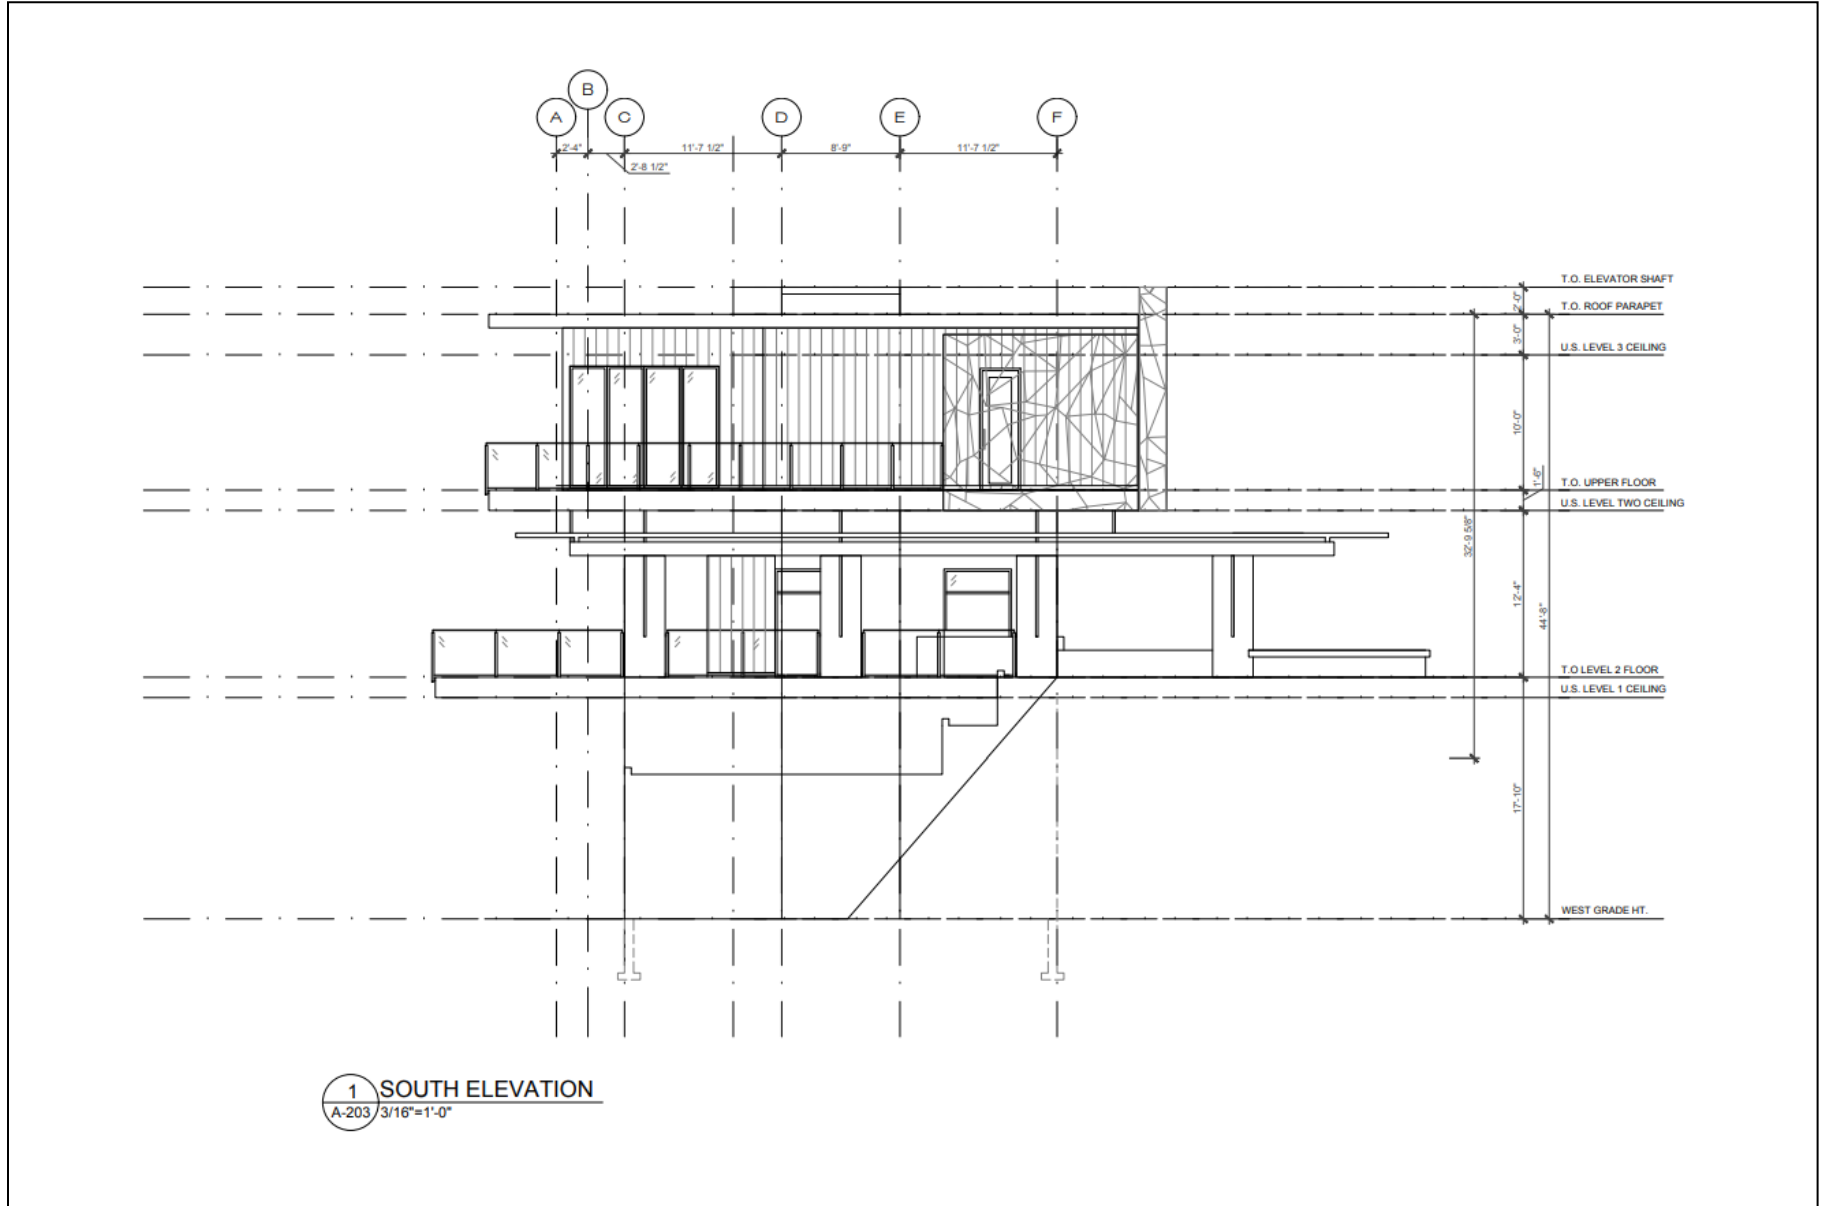 B
A
C
D
E
F
2'-4"
11'-7 1/2"
8'-9"
11'-7 1/2"
2'-8 1/2"
T.O. ELEVATOR SHAFT
2'-0"
T.O. ROOF PARAPET
3'-0"
U.S. LEVEL 3 CEILING
10'-0"
1'-6"
T.O. UPPER FLOOR
U.S. LEVEL TWO CEILING
32'-9 5/8"
12'-4"
44'-8"
T.O LEVEL 2 FLOOR
U.S. LEVEL 1 CEILING
17'-10"
WEST GRADE HT.
1
SOUTH ELEVATION
A-203
3/16"=1'-0"